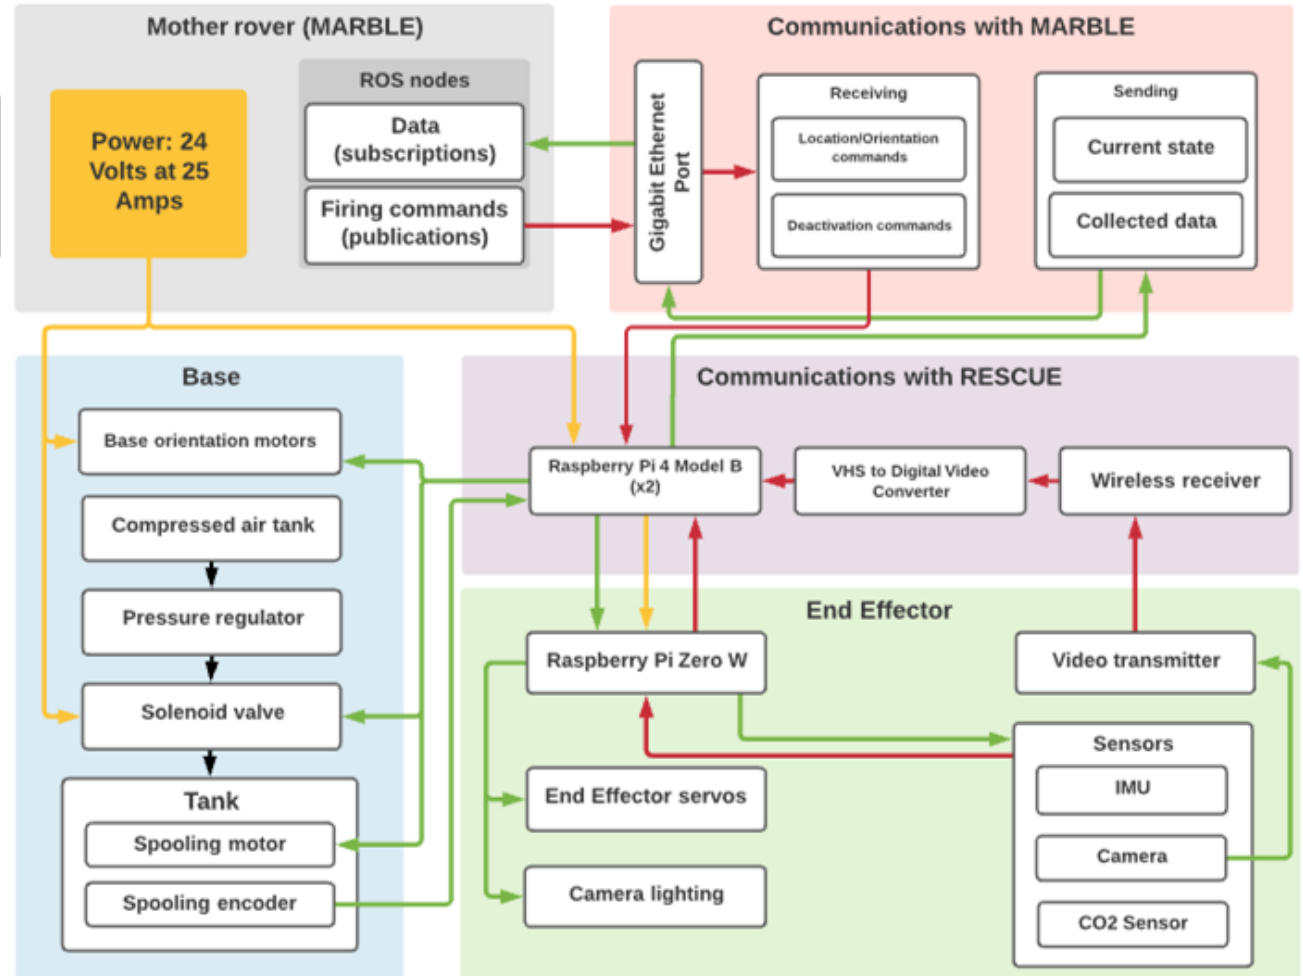 Mother rover (MARBLE)
Power: 24
Volts at 25
Amps
ROS nodes
Data
(subscriptions)
Firing commands
(publications)
Communications with MARBLE
Gigabit Ethernet
Port
Receiving
Location/Orientation
commands
Deactivation commands
Sending
Current state
Collected data
Base
Base orientation motors
Compressed air tank
Pressure regulator
Solenoid valve
Tank
Spooling motor
Spooling encoder
Communications with RESCUE
Raspberry Pi 4 Model B
(x2)
VHS to Digital Video
Converter
Wireless receiver
End Effector
Raspberry Pi Zero W
End Effector servos
Camera lighting
Video transmitter
Sensors
IMU
Camera
CO2 Sensor